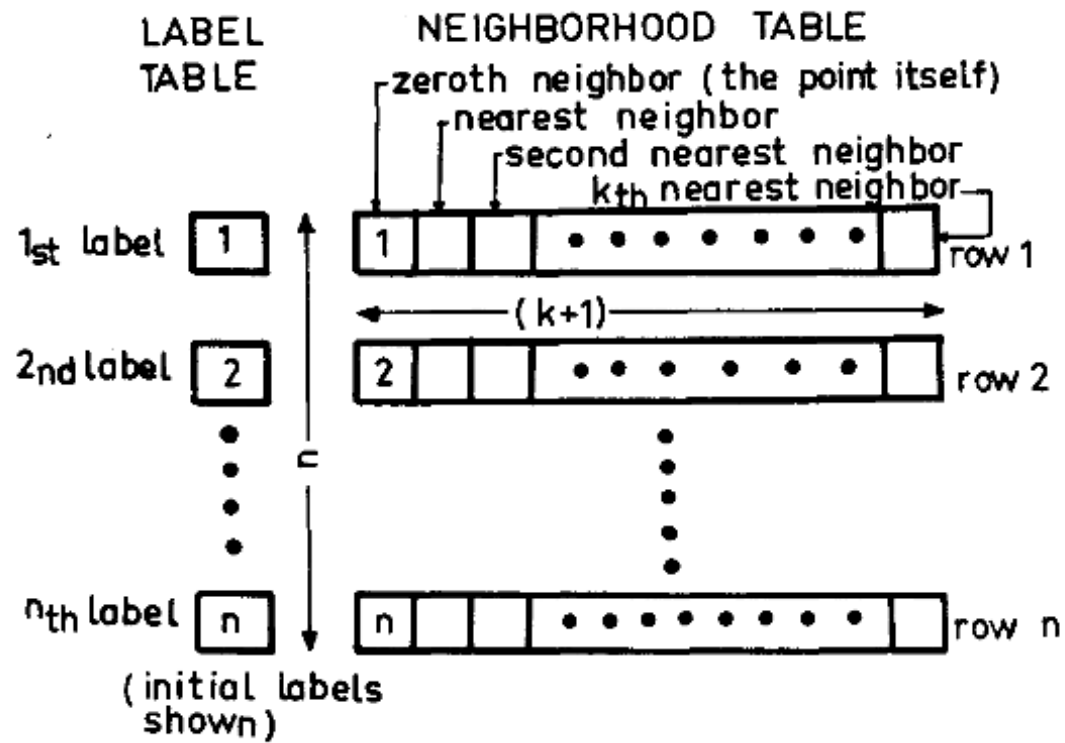 LABEL TABLE
NEIGHBORHOOD TABLE
zeroth neighbor (the point itself)
nearest neighbor
second nearest neighbor
kth nearest neighbor
1st label 1 1 row 1
(k+1)
2nd label 2 2 row 2
n
nth label n n row n
(initial labels
shown)